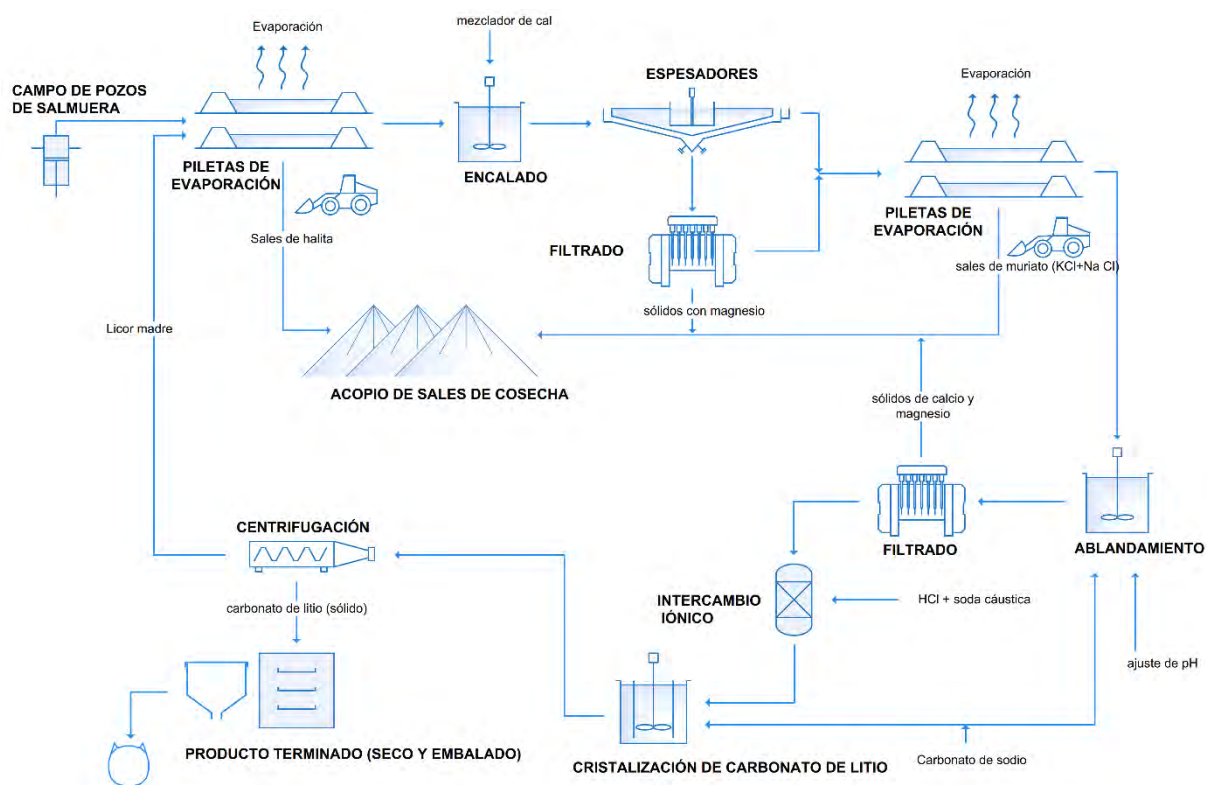 Evaporación
mezclador de cal
CAMPO DE POZOS
DE SALMUERA
ESPESADORES
Evaporación
PILETAS DE
EVAPORACIÓN
ENCALADO
PILETAS DE
EVAPORACIÓN
Sales de halita
FILTRADO
sales de muriato (KCl+Na Cl)
sólidos con magnesio
Licor madre
ACOPIO DE SALES DE COSECHA
sólidos de calcio y
magnesio
CENTRIFUGACIÓN
FILTRADO
ABLANDAMIENTO
carbonato de litio (sólido)
INTERCAMBIO
IÓNICO
HCl + soda cáustica
ajuste de pH
PRODUCTO TERMINADO (SECO Y EMBALADO)
CRISTALIZACIÓN DE CARBONATO DE LITIO
Carbonato de sodio